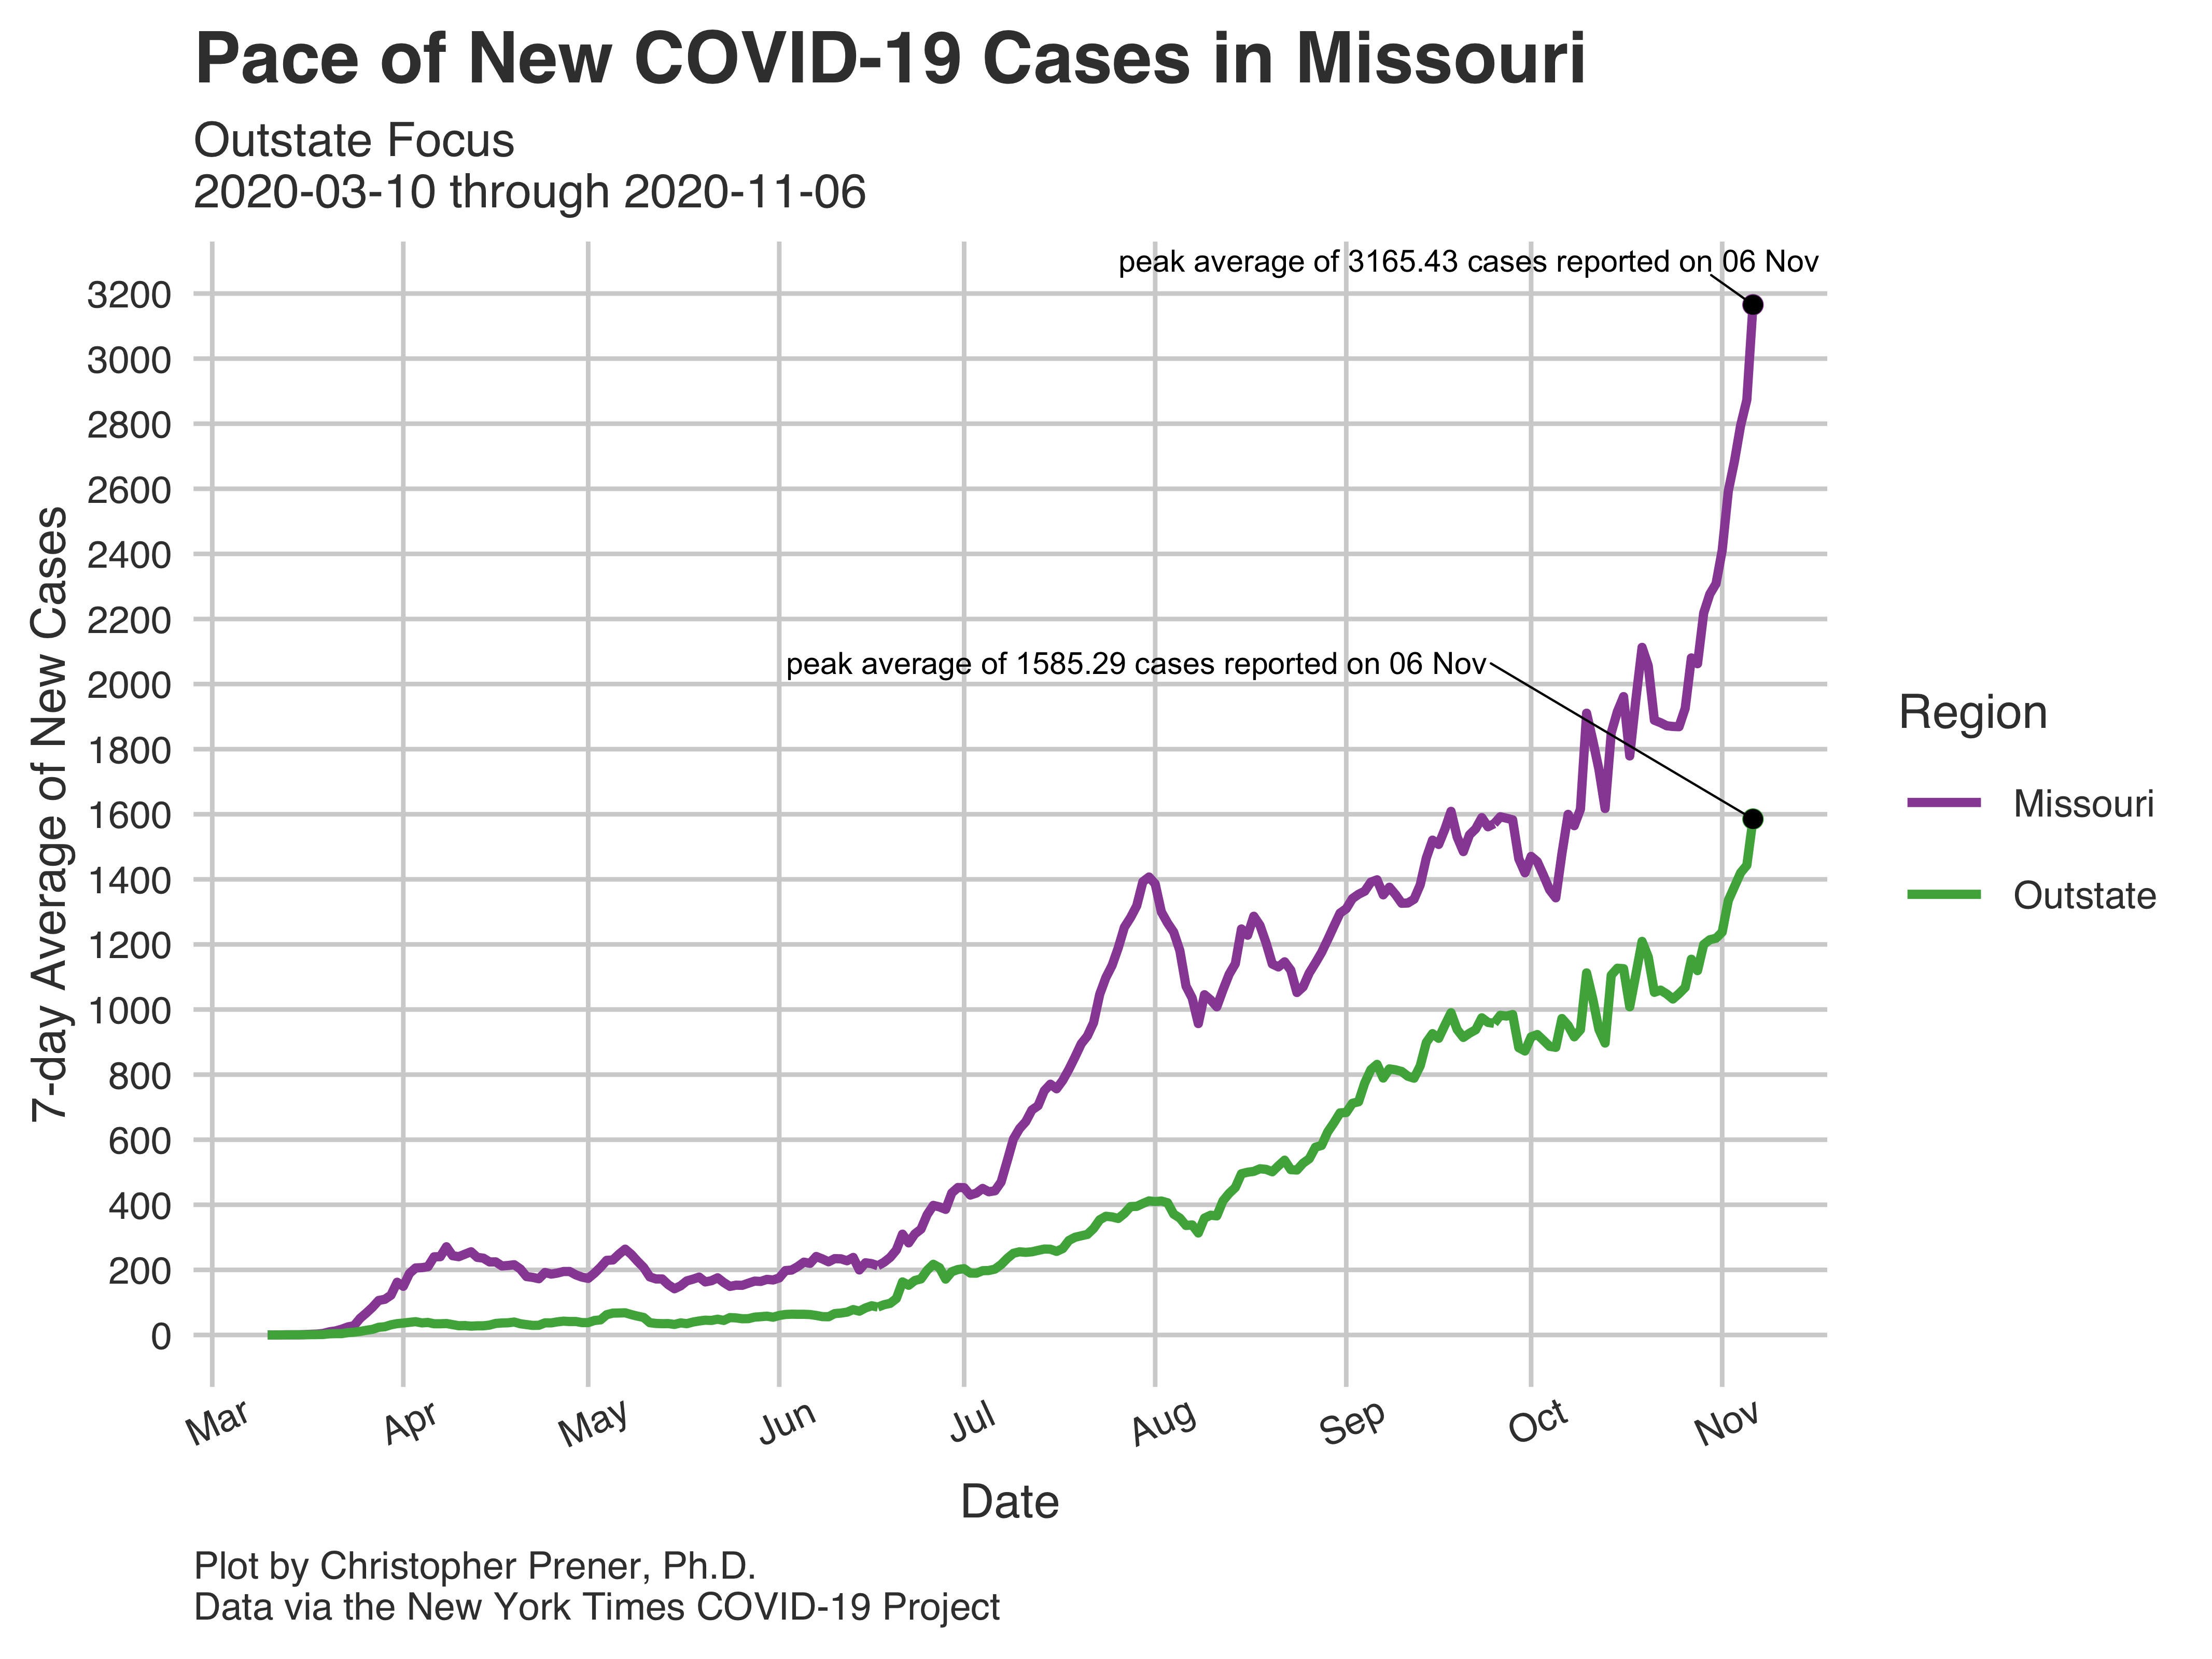 Pace of New COVID-19 Cases in Missouri
Outstate Focus
2020-03-10 through 2020-11-06
peak average of 3165.43 cases reported on 06 Nov
peak average of 1585.29 cases reported on 06 Nov
7-day Average of New Cases
3200
3000
2800
2600
2400
2200
2000
1800
1600
1400
1200
1000
800
600
400
200
0
Mar
Apr
May
Jun
Jul
Aug
Sep
Oct
Nov
Date
Region
Missouri
Outstate
Plot by Christopher Prener, Ph.D.
Data via the New York Times COVID-19 Project